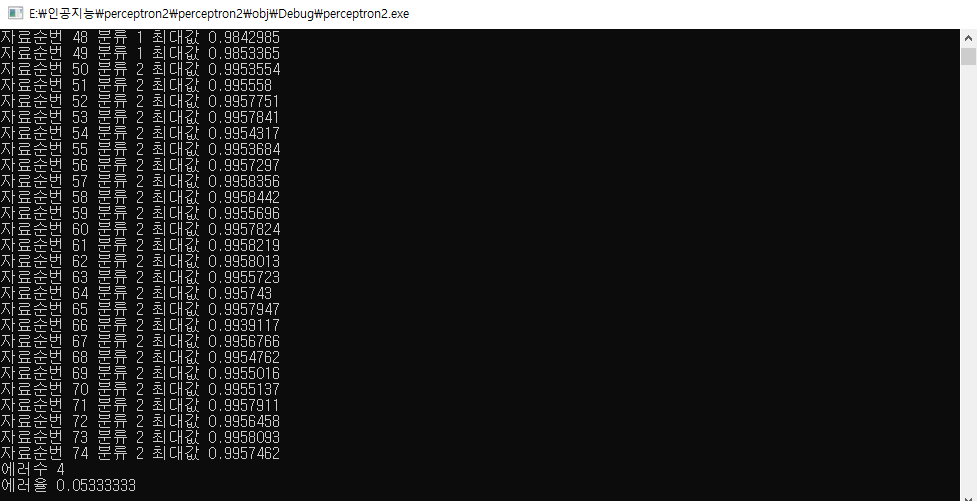 E:\인공지능\perceptron2\perceptron2\obj\Debug\perceptron2.exe
자료순번 48 분류 1 최대값 0.9842985
자료순번 49 분류 1 최대값 0.9853365
자료순번 50 분류 2 최대값 0.9953554
자료순번 51 분류 2 최대값 0.995558
자료순번 52 분류 2 최대값 0.9957751
자료순번 53 분류 2 최대값 0.9957841
자료순번 54 분류 2 최대값 0.9954317
자료순번 55 분류 2 최대값 0.9953684
자료순번 56 분류 2 최대값 0.9957297
자료순번 57 분류 2 최대값 0.9958356
자료순번 58 분류 2 최대값 0.9958442
자료순번 59 분류 2 최대값 0.9955696
자료순번 60 분류 2 최대값 0.9957824
자료순번 61 분류 2 최대값 0.9958219
자료순번 62 분류 2 최대값 0.9958013
자료순번 63 분류 2 최대값 0.9955723
자료순번 64 분류 2 최대값 0.995743
자료순번 65 분류 2 최대값 0.9957947
자료순번 66 분류 2 최대값 0.9939117
자료순번 67 분류 2 최대값 0.9956766
자료순번 68 분류 2 최대값 0.9954762
자료순번 69 분류 2 최대값 0.9955016
자료순번 70 분류 2 최대값 0.9955137
자료순번 71 분류 2 최대값 0.9957911
자료순번 72 분류 2 최대값 0.9956458
자료순번 73 분류 2 최대값 0.9958093
자료순번 74 분류 2 최대값 0.9957462
에러수 4
에러율 0.05333333